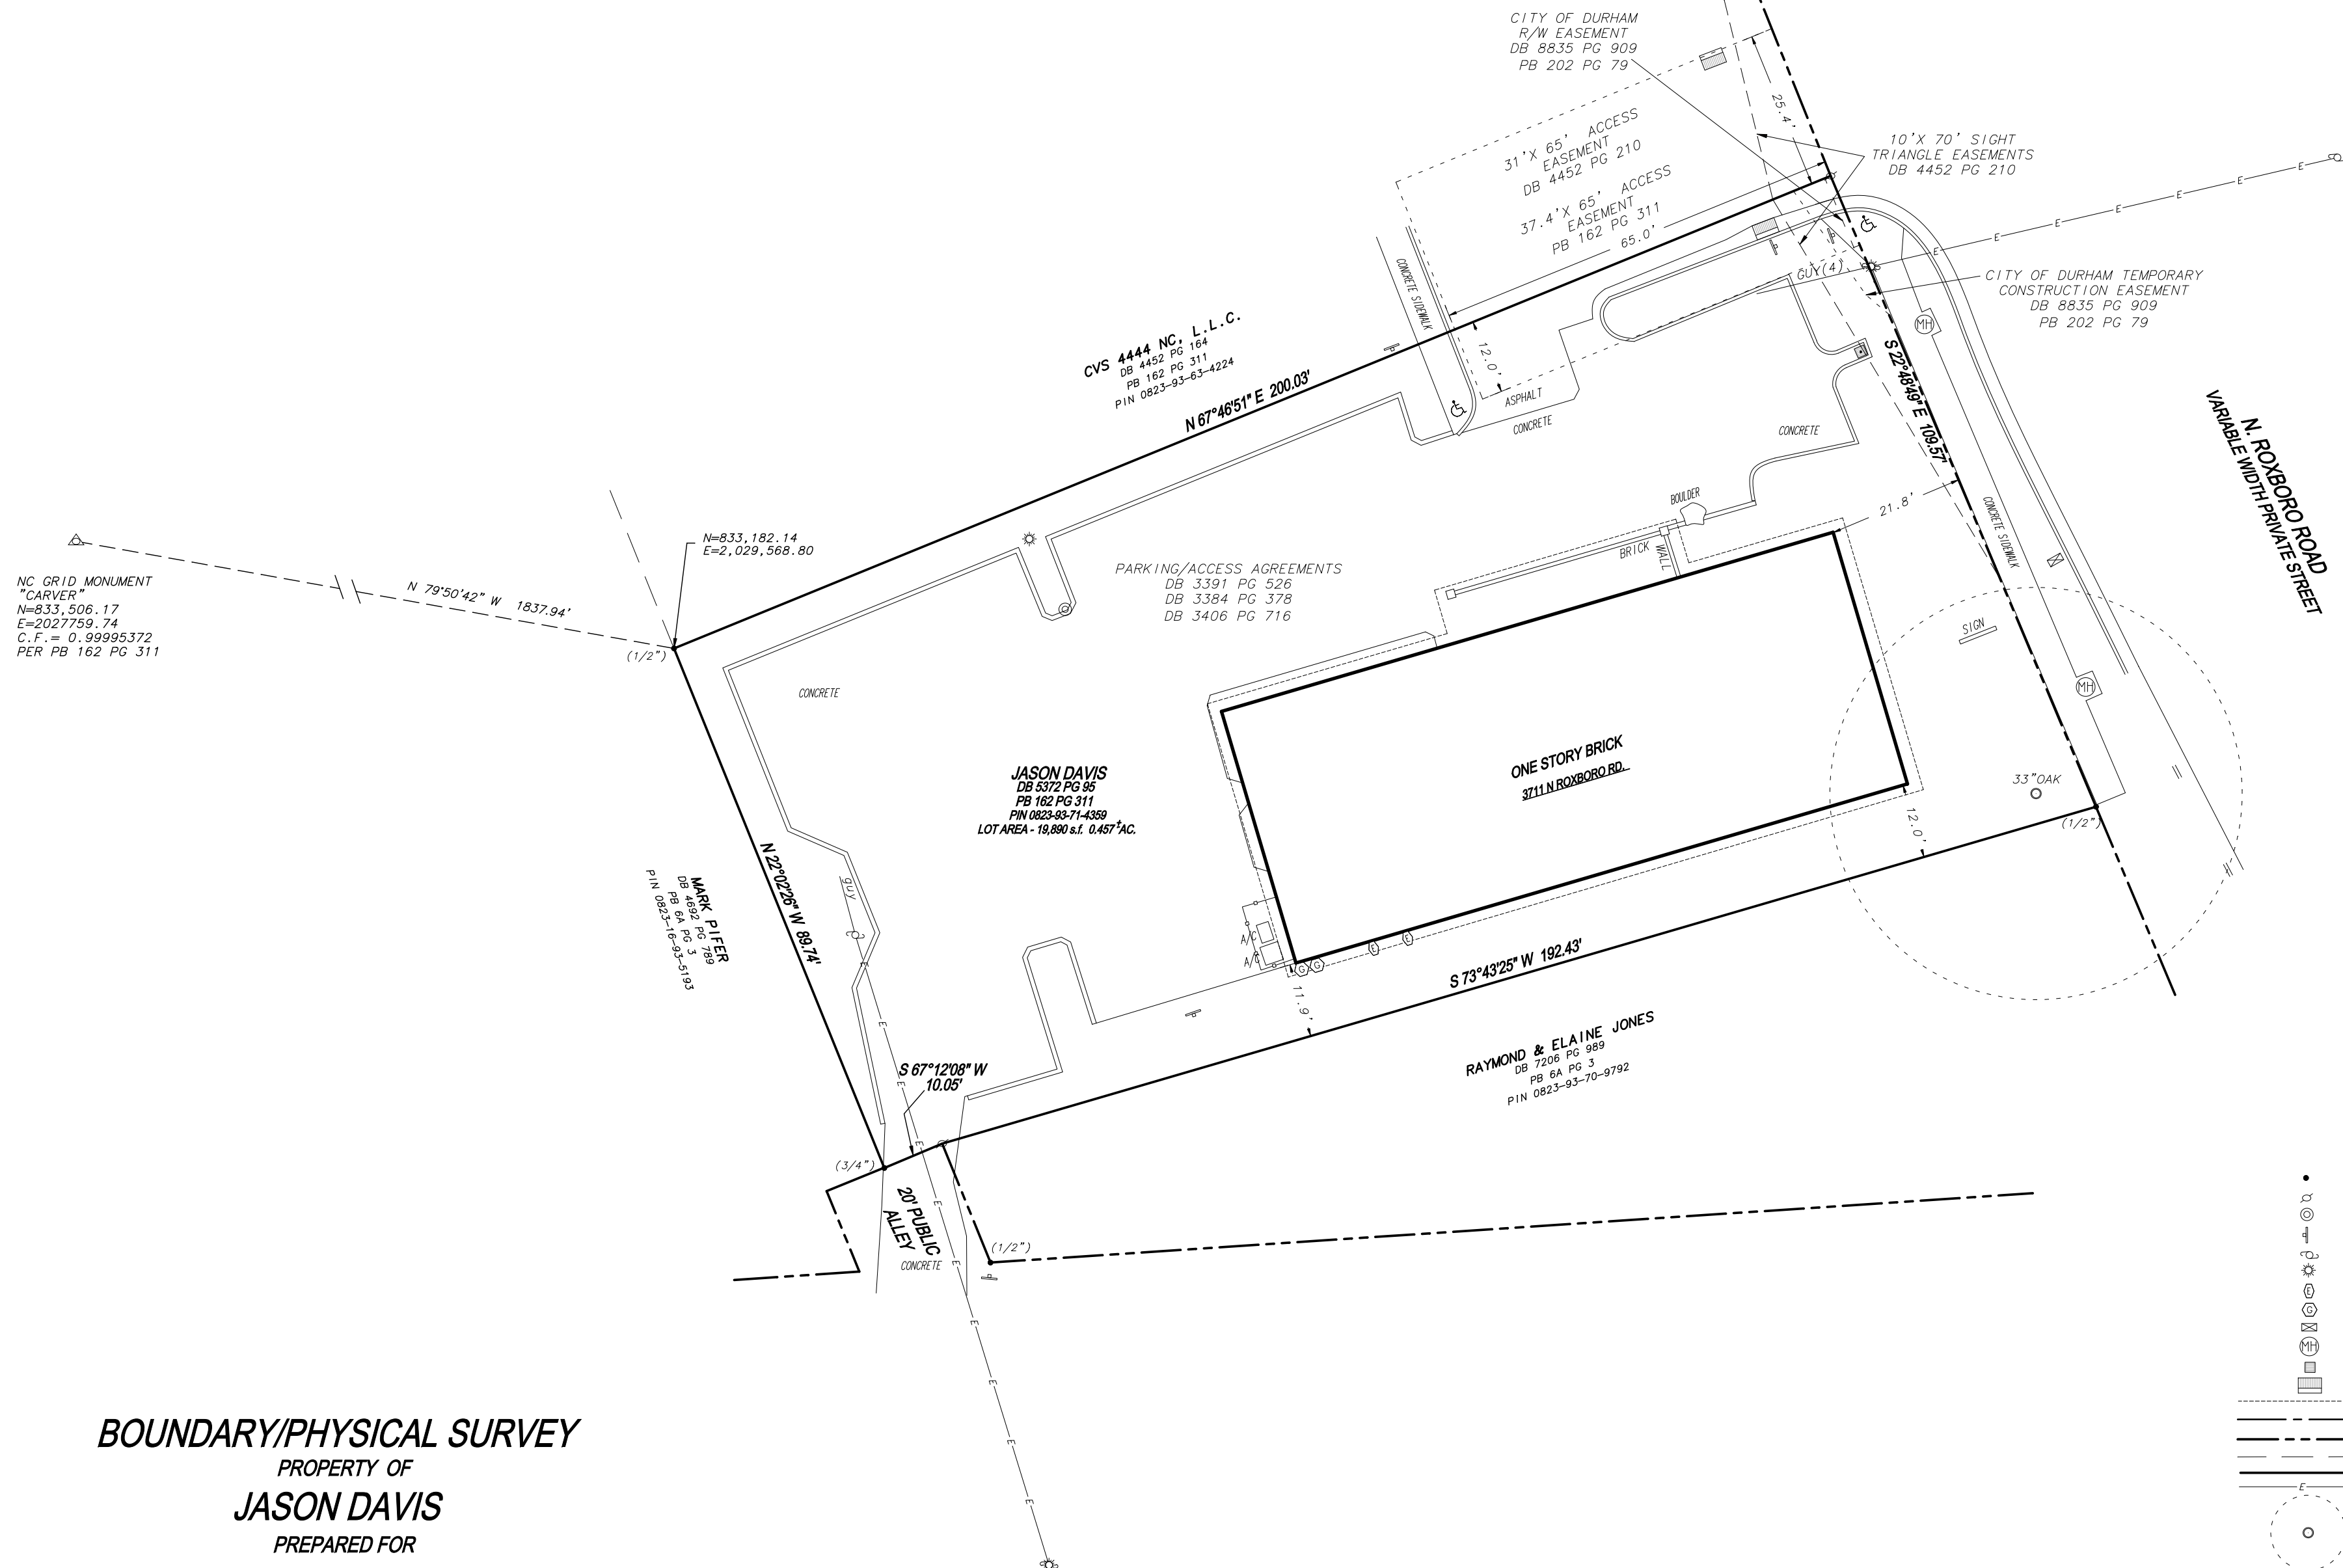 CITY OF DURHAM
R/W EASEMENT
DB 8835 PG 909
PB 202 PG 79
25.4'
31'X 65' ACCESS
EASEMENT
DB 4452 PG 210
37.4'X 65' ACCESS
EASEMENT
PB 162 PG 311
65.0'
10'X 70' SIGHT
TRIANGLE EASEMENTS
DB 4452 PG 210
E
E
E
E
E
E
E
GUY(4)
CITY OF DURHAM TEMPORARY
CONSTRUCTION EASEMENT
DB 8835 PG 909
PB 202 PG 79
MH
CONCRETE SIDEWALK
CVS 4444 NC, L.L.C.
DB 4452 PG 164
PB 162 PG 311
PIN 0823-93-63-4224
N 67°46'51" E 200.03'
12.0'
ASPHALT
CONCRETE
CONCRETE
S 22°48'49" E 109.57'
N. ROXBORO ROAD
VARIABLE WIDTH PRIVATE STREET
BOULDER
21.8'
CONCRETE SIDEWALK
BRICK
WALL
N=833,182.14
E=2,029,568.80
NC GRID MONUMENT
"CARVER"
N=833,506.17
E=2027759.74
C.F.= 0.99995372
PER PB 162 PG 311
N 79°50'42" W 1837.94'
(1/2")
PARKING/ACCESS AGREEMENTS
DB 3391 PG 526
DB 3384 PG 378
DB 3406 PG 716
SIGN
CONCRETE
MH
JASON DAVIS
DB 5372 PG 95
PB 162 PG 311
PIN 0823-93-71-4359
LOT AREA - 19,890 s.f. 0.457±AC.
ONE STORY BRICK
3711 N ROXBORO RD.
33"OAK
(1/2")
12.0'
N 22°02'26" W 89.74'
MARK PIFER
DB 4692 PG 789
PB 6A PG 3
PIN 0823-16-93-5193
guy
A/C
A/C
G
G
E
E
11.9'
S 73°43'25" W 192.43'
RAYMOND & ELAINE JONES
DB 7206 PG 989
PB 6A PG 3
PIN 0823-93-70-9792
E
E
E
E
E
E
E
E
E
E
S 67°12'08" W
10.05'
(3/4")
20' PUBLIC
ALLEY
CONCRETE
(1/2")
E
G
MH
E
BOUNDARY/PHYSICAL SURVEY
PROPERTY OF
JASON DAVIS
PREPARED FOR